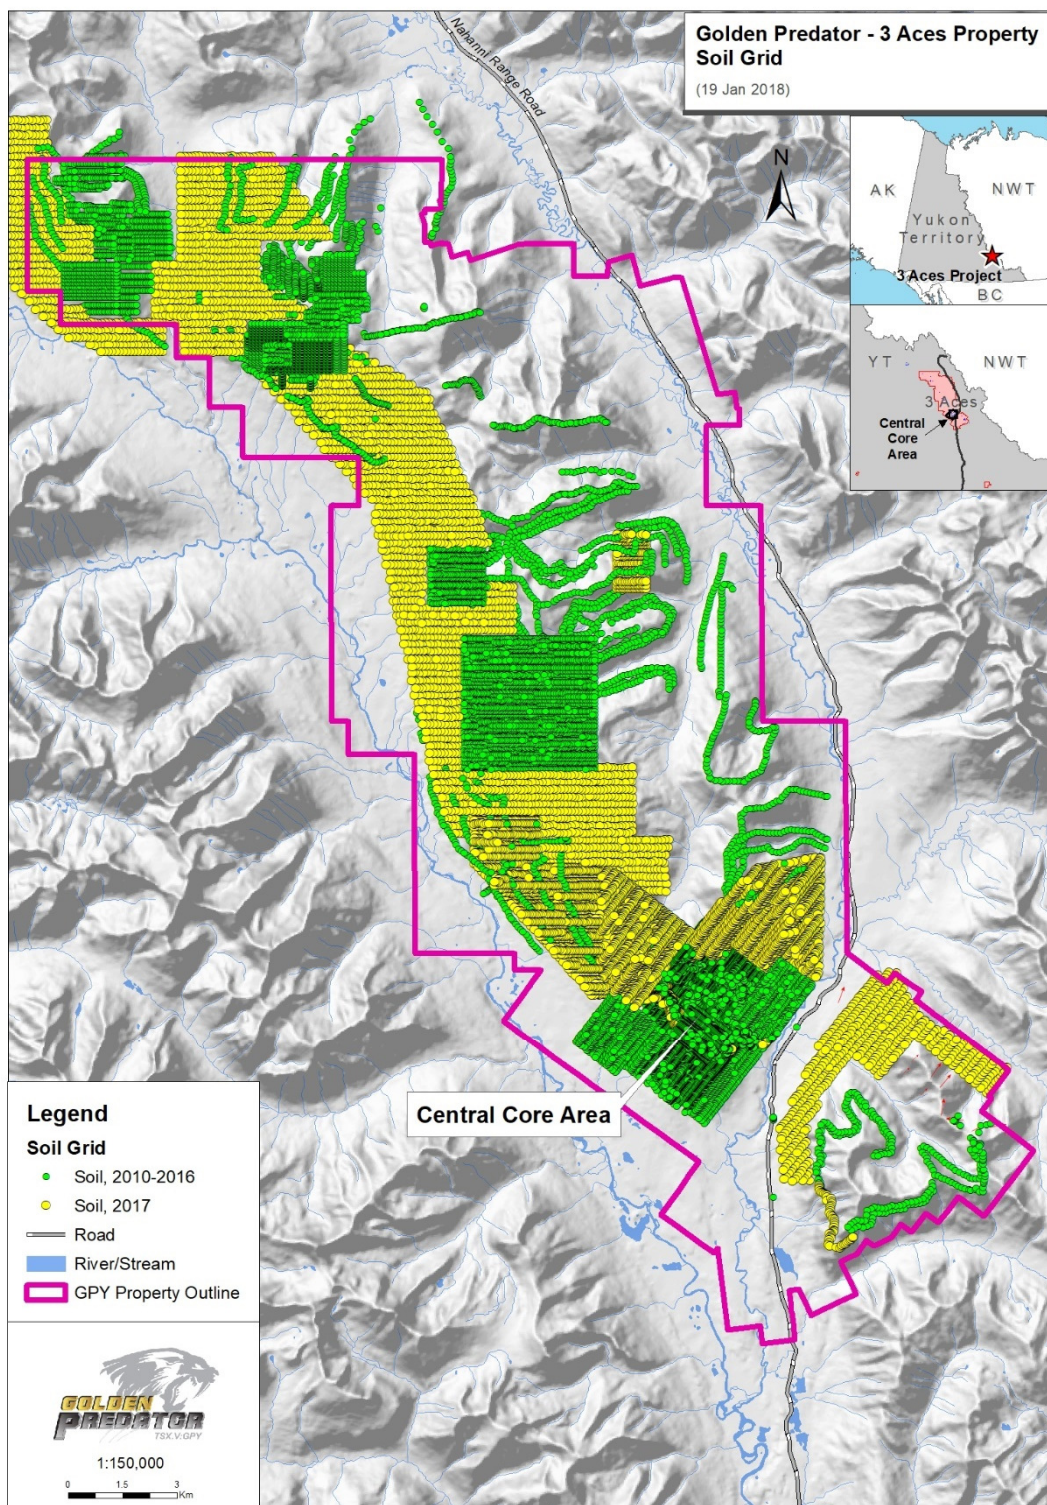 Golden Predator - 3 Aces Property
Soil Grid
(19 Jan 2018)
Nahanni Range Road
N
AK
NWT
Yukon
Territory
3 Aces Project
BC
YT
NWT
3 Aces
Central
Core
Area
Central Core Area
Legend
Soil Grid
Soil, 2010-2016
Soil, 2017
Road
River/Stream
GPY Property Outline
GOLDEN
PREDATOR
TSX.V:GPY
1:150,000
0 1.5 3
Km